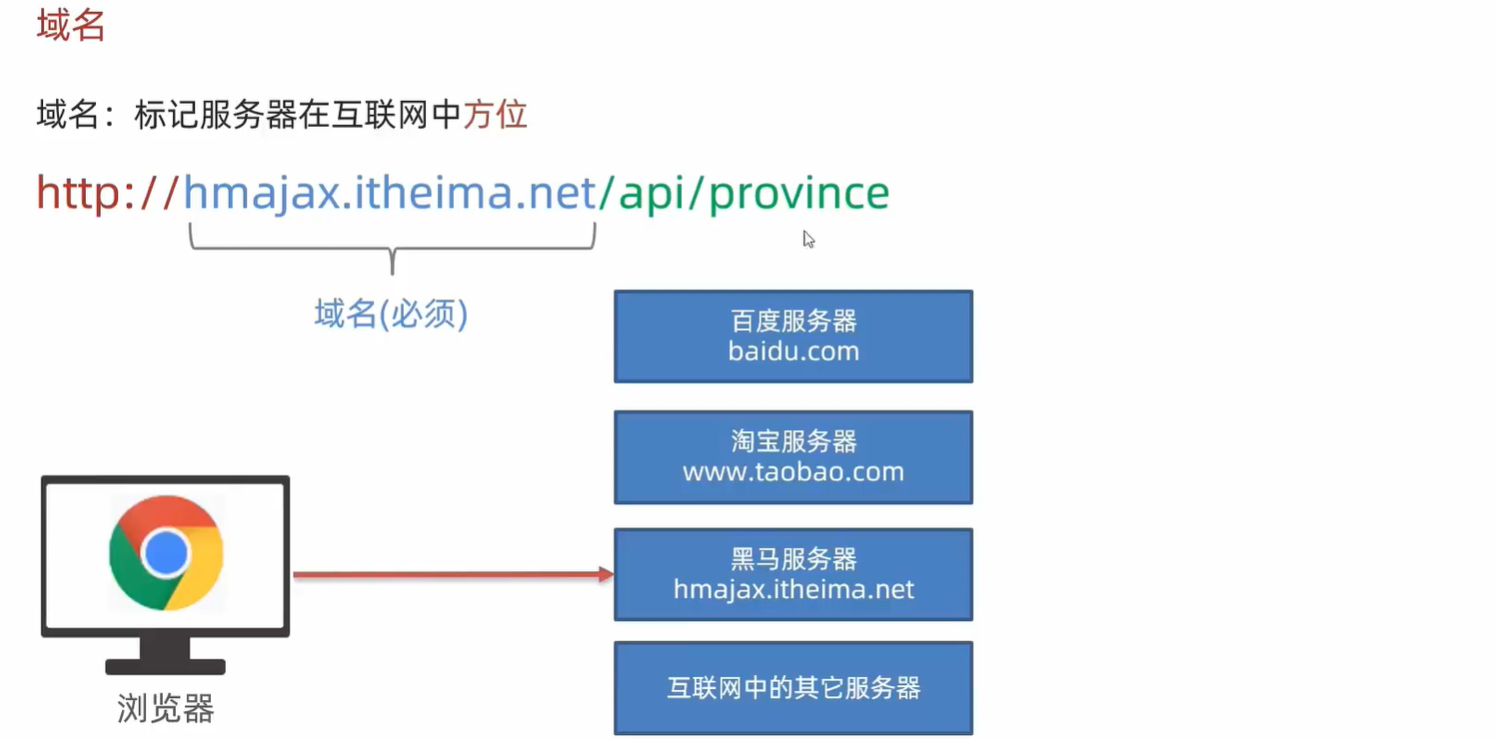 域名
域名：标记服务器在互联网中方位
http://hmajax.itheima.net/api/province
域名(必须)
百度服务器
baidu.com
淘宝服务器
www.taobao.com
黑马服务器
hmajax.itheima.net
互联网中的其它服务器
浏览器